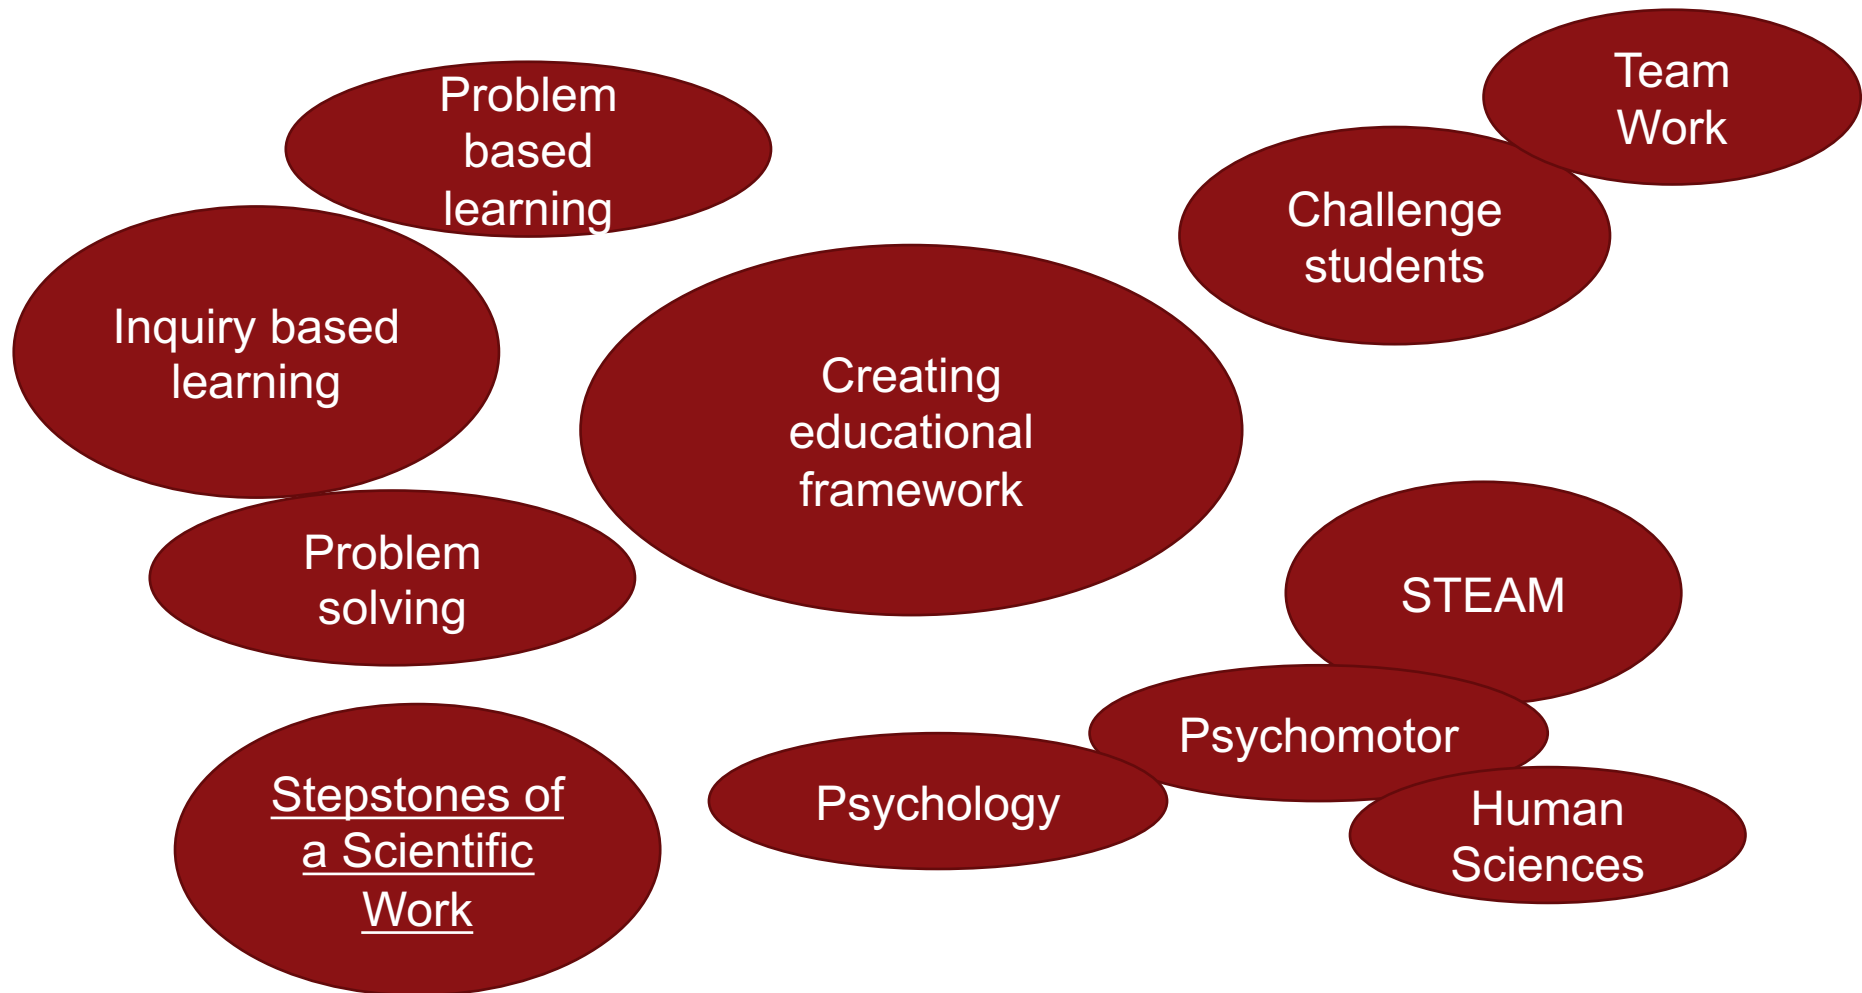 Problem
based
learning
Team
Work
Challenge
students
Inquiry based
learning
Creating
educational
framework
Problem
solving
STEAM
Psychomotor
Psychology
Human
Sciences
Stepstones of
a Scientific
Work